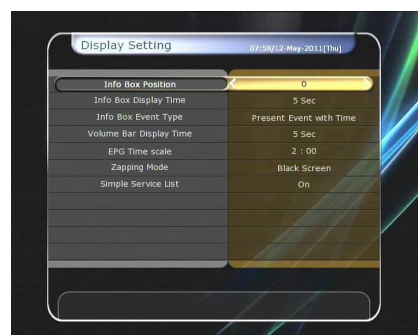 Display Setting 07:58/12-May-2011[Thu]
Info Box Position 0
Info Box Display Time 5 Sec
Info Box Event Type Present Event with Time
Volume Bar Display Time 5 Sec
EPG Time scale 2 : 00
Zapping Mode Black Screen
Simple Service List On